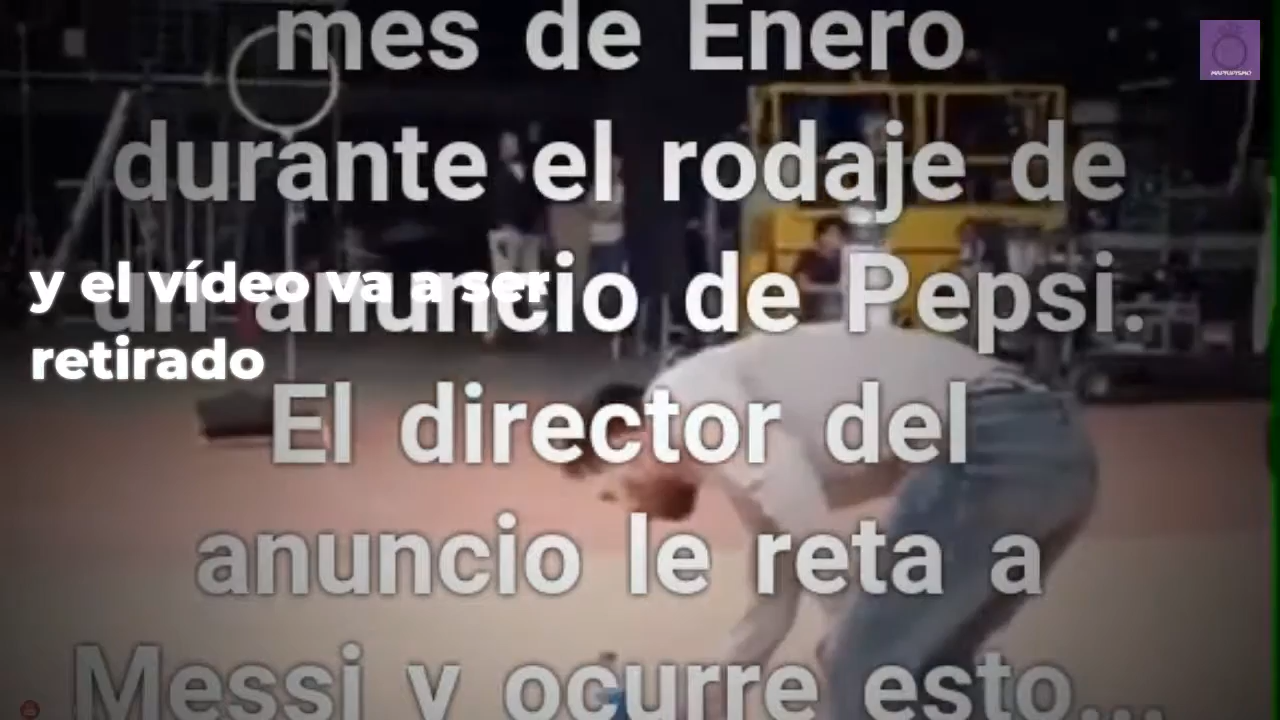 mes de Enero
durante el rodaje de
un anuncio de Pepsi.
y el vídeo va a ser
retirado
El director del
anuncio le reta a
Messi y ocurre esto...